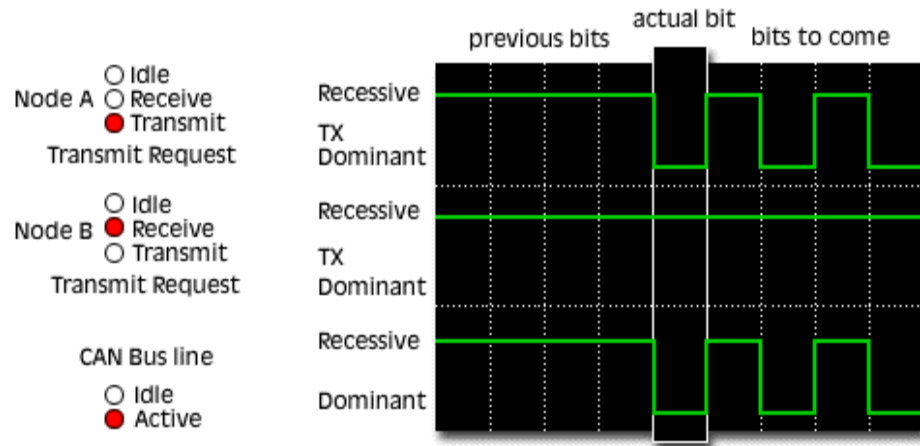 previous bits
actual bit
bits to come
Idle
Node A
Receive
Transmit
Transmit Request
Recessive
TX
Dominant
Idle
Node B
Receive
Transmit
Transmit Request
Recessive
TX
Dominant
CAN Bus line
Idle
Active
Recessive
Dominant